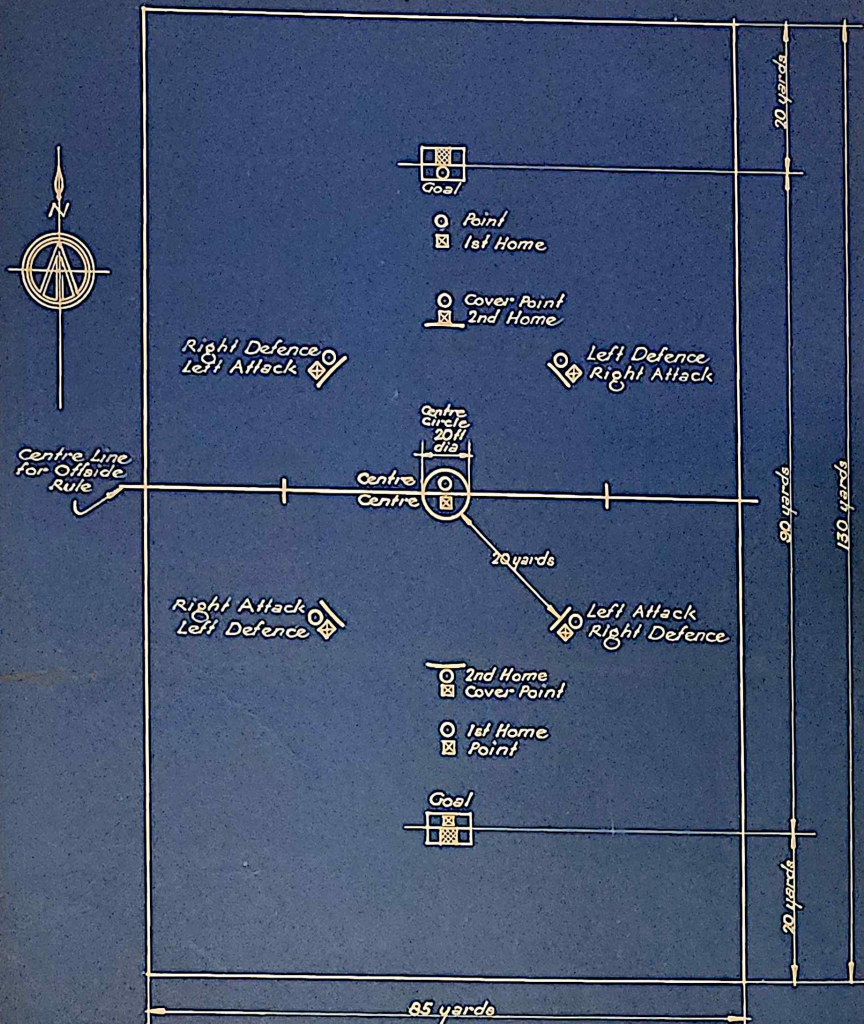 20 yards
Goal
N
Point
1st Home
Cover Point
2nd Home
Right Defence
Left Attack
Left Defence
Right Attack
Centre
Circle
20ft
dia
Centre Line
for Offside
Rule
Centre
Centre
90 yards
130 yards
20 yards
Right Attack
Left Defence
Left Attack
Right Defence
2nd Home
Cover Point
1st Home
Point
Goal
20 yards
85 yards